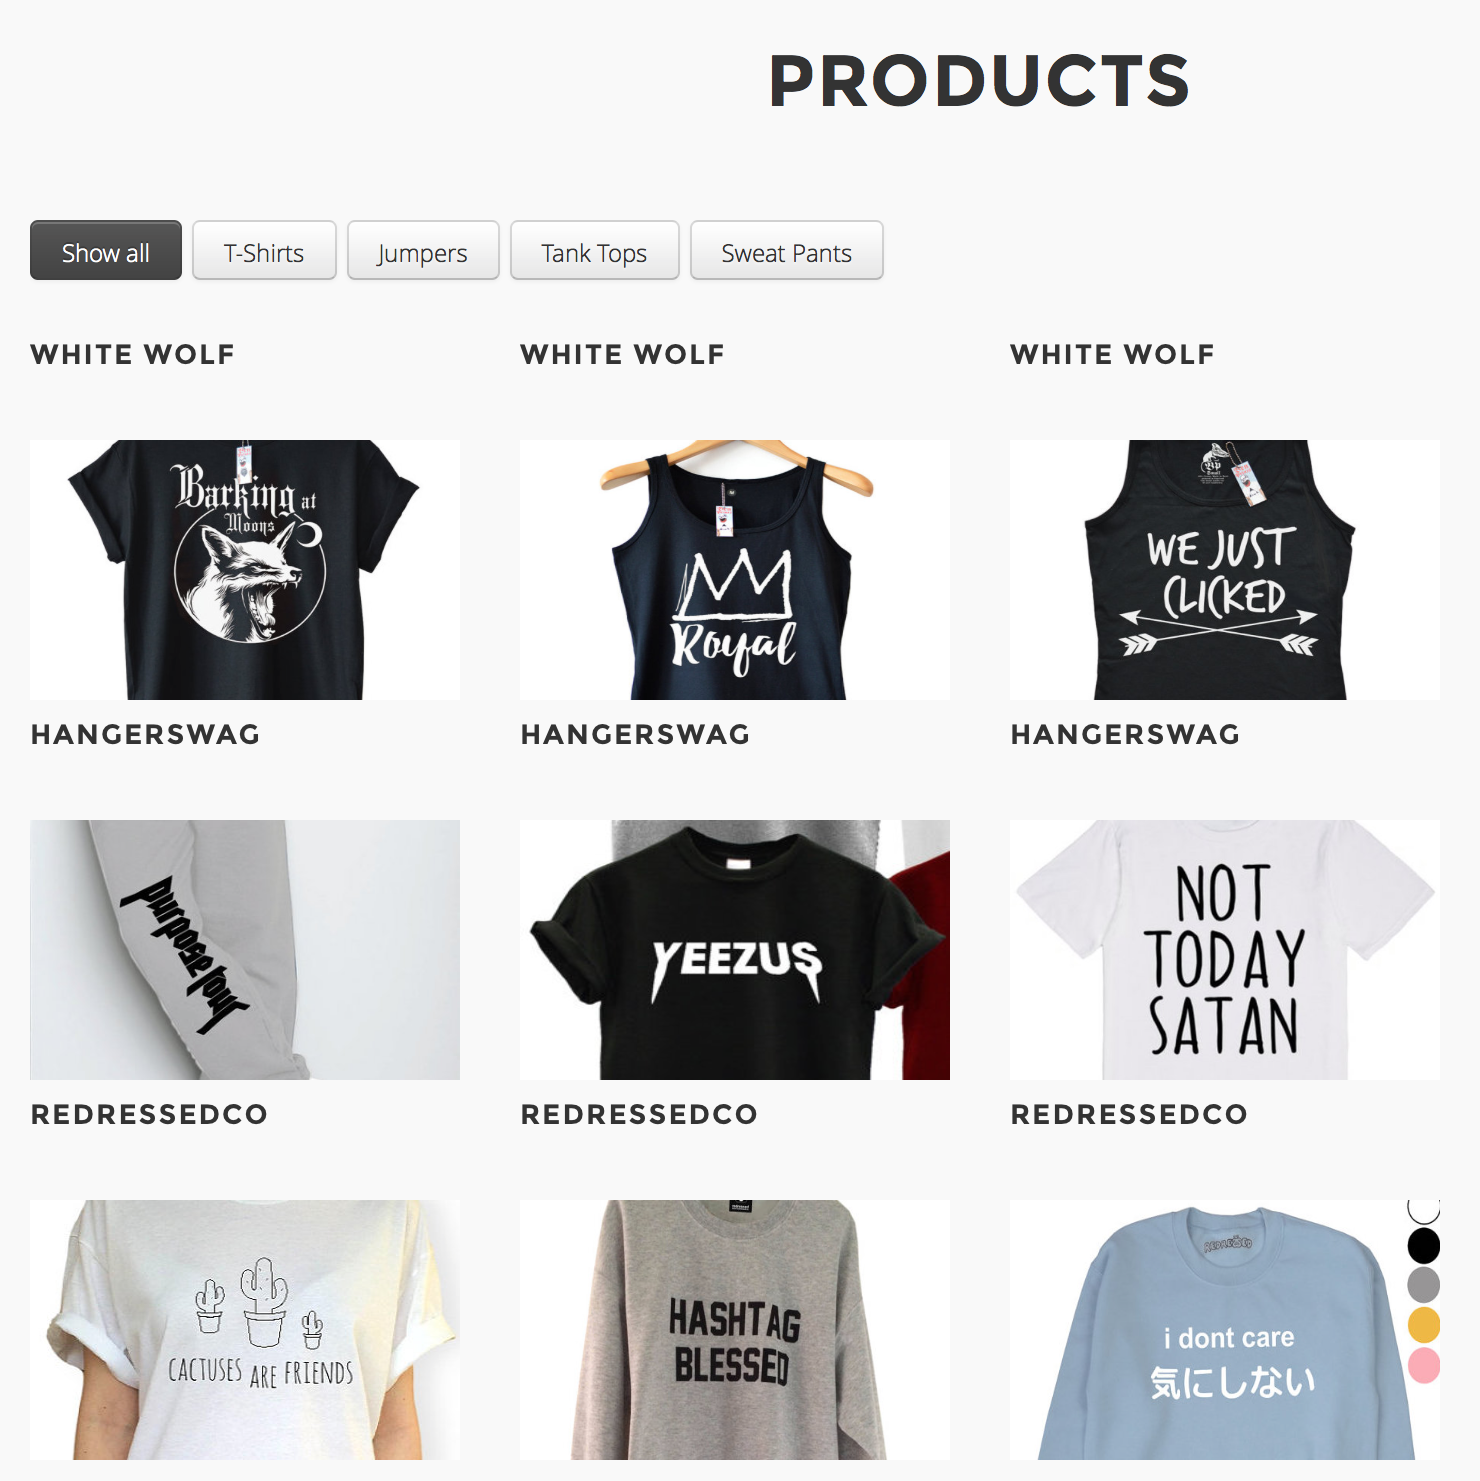 PRODUCTS
Show all
T-Shirts
Jumpers
Tank Tops
Sweat Pants
WHITE WOLF
WHITE WOLF
WHITE WOLF
Barking at
Moons
Royal
WE JUST
CLICKED
HANGERSWAG
HANGERSWAG
HANGERSWAG
purpose tour
YEEZUS
NOT
TODAY
SATAN
REDRESSEDCO
REDRESSEDCO
REDRESSEDCO
CACTUSES ARE FRIENDS
HASHTAG
BLESSED
REDRESSED
i dont care
気にしない